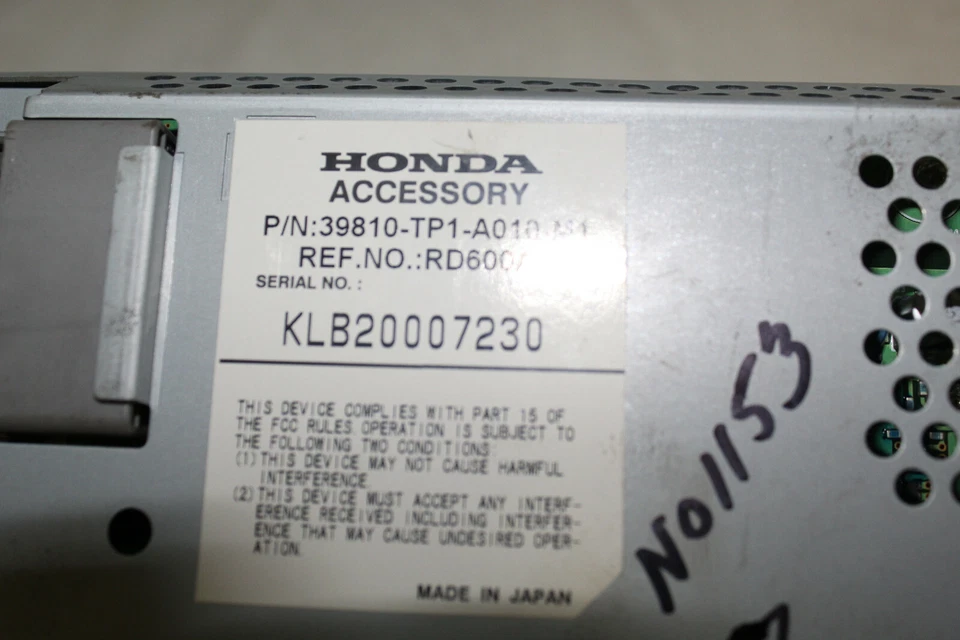 HONDA
ACCESSORY
P/N:39810-TP1-A010-M1
REF.NO.:RD600
SERIAL NO. :
KLB20007230
THIS DEVICE COMPLIES WITH PART 15 OF
THE FCC RULES.OPERATION IS SUBJECT TO
THE FOLLOWING TWO CONDITIONS:
(1)THIS DEVICE MAY NOT CAUSE HARMFUL
INTERFERENCE.
(2)THIS DEVICE MUST ACCEPT ANY INTERF-
ERENCE RECEIVED INCLUDING INTERFER-
ENCE THAT MAY CAUSE UNDESIRED OPER-
ATION.
MADE IN JAPAN
NO1153